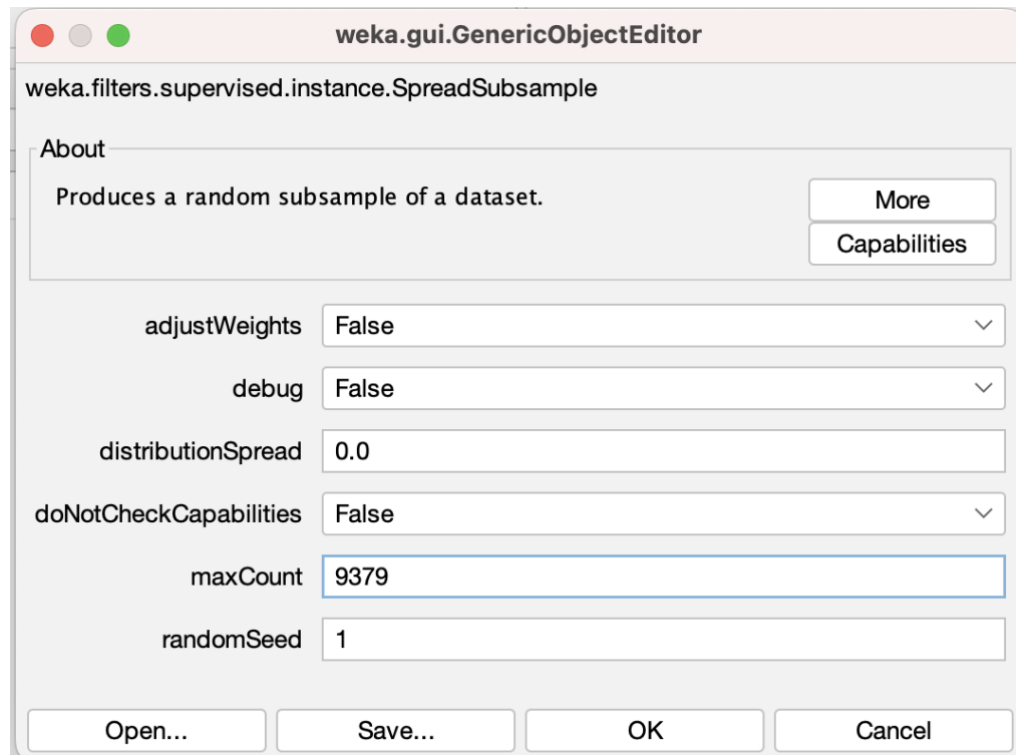 weka.gui.GenericObjectEditor
weka.filters.supervised.instance.SpreadSubsample
About
Produces a random subsample of a dataset.
More
Capabilities
adjustWeights False
debug False
distributionSpread 0.0
doNotCheckCapabilities False
maxCount 9379
randomSeed 1
Open... Save... OK Cancel